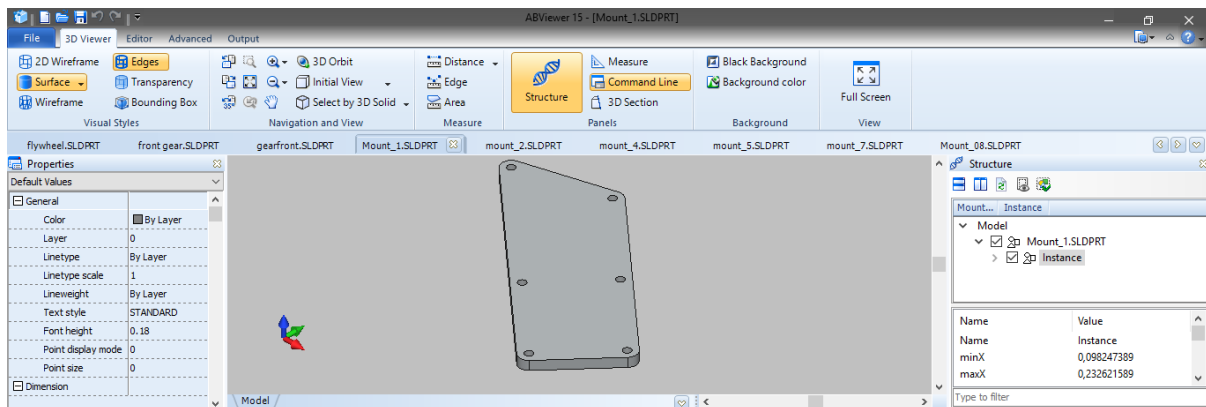 ABViewer 15 - [Mount_1.SLDPRT]
File 3D Viewer Editor Advanced Output
2D Wireframe Edges 3D Orbit Distance Measure Black Background
Surface Transparency Initial View Edge Structure Command Line Background color Full Screen
Wireframe Bounding Box 35° Select by 3D Solid Area 3D Section
Visual Styles Navigation and View Measure Panels Background View
flywheel.SLDPRT front gear.SLDPRT gearfront.SLDPRT Mount_1.SLDPRT mount_2.SLDPRT mount_4.SLDPRT mount_5.SLDPRT mount_7.SLDPRT Mount_08.SLDPRT
Properties
Default Values
General
Color By Layer
Layer 0
Linetype By Layer
Linetype scale 1
Lineweight By Layer
Text style STANDARD
Font height 0.18
Point display mode 0
Point size 0
Dimension
Model
Structure
Mount... Instance
Model
Mount_1.SLDPRT
Instance
Name Value
Name Instance
minX 0,098247389
maxX 0,232621589
Type to filter